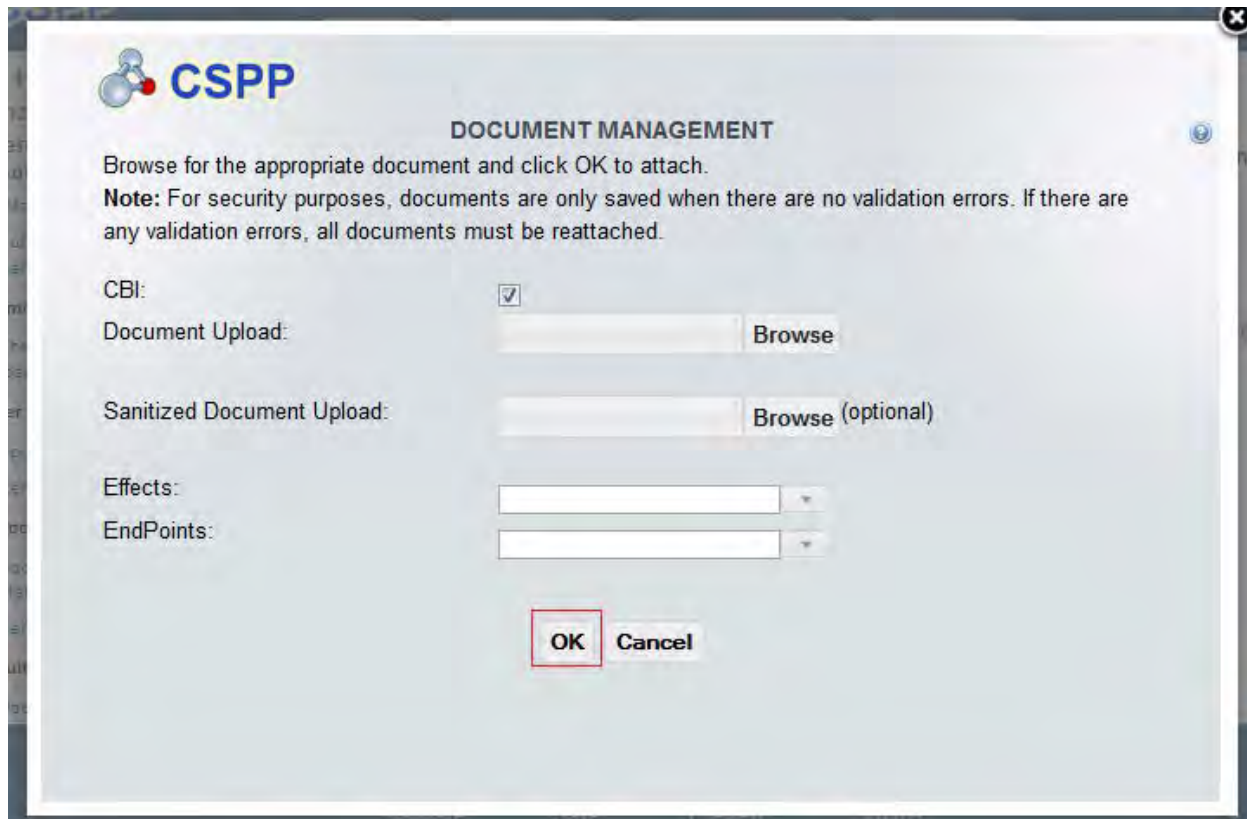 CSPP
DOCUMENT MANAGEMENT
Browse for the appropriate document and click OK to attach.
Note: For security purposes, documents are only saved when there are no validation errors. If there are
any validation errors, all documents must be reattached.
CBI:
Document Upload: Browse
Sanitized Document Upload: Browse (optional)
Effects:
EndPoints:
OK Cancel